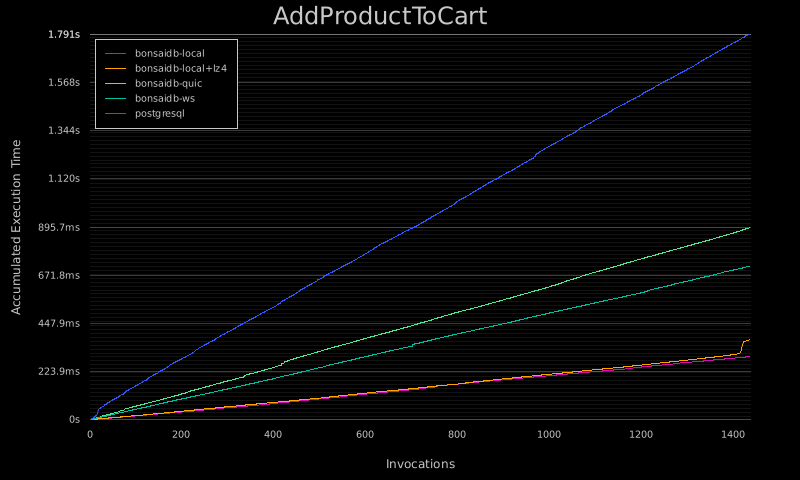 AddProductToCart
1.791s
1.568s
1.344s
1.120s
895.7ms
671.8ms
447.9ms
223.9ms
0s
Accumulated Execution Time
bonsaidb-local
bonsaidb-local+lz4
bonsaidb-quic
bonsaidb-ws
postgresql
0 200 400 600 800 1000 1200 1400
Invocations